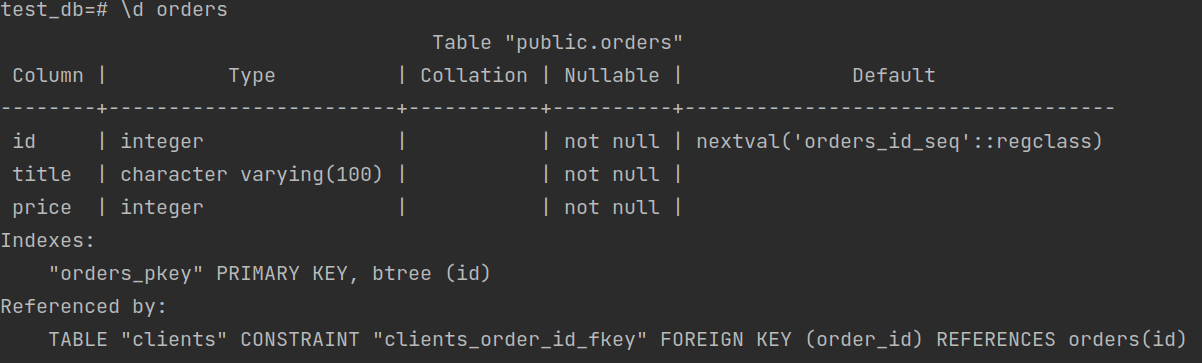 test_db=# \d orders
                                    Table "public.orders"
 Column |          Type          | Collation | Nullable |              Default
--------+------------------------+-----------+----------+------------------------------------
 id     | integer                |           | not null | nextval('orders_id_seq'::regclass)
 title  | character varying(100) |           | not null |
 price  | integer                |           | not null |
Indexes:
    "orders_pkey" PRIMARY KEY, btree (id)
Referenced by:
    TABLE "clients" CONSTRAINT "clients_order_id_fkey" FOREIGN KEY (order_id) REFERENCES orders(id)